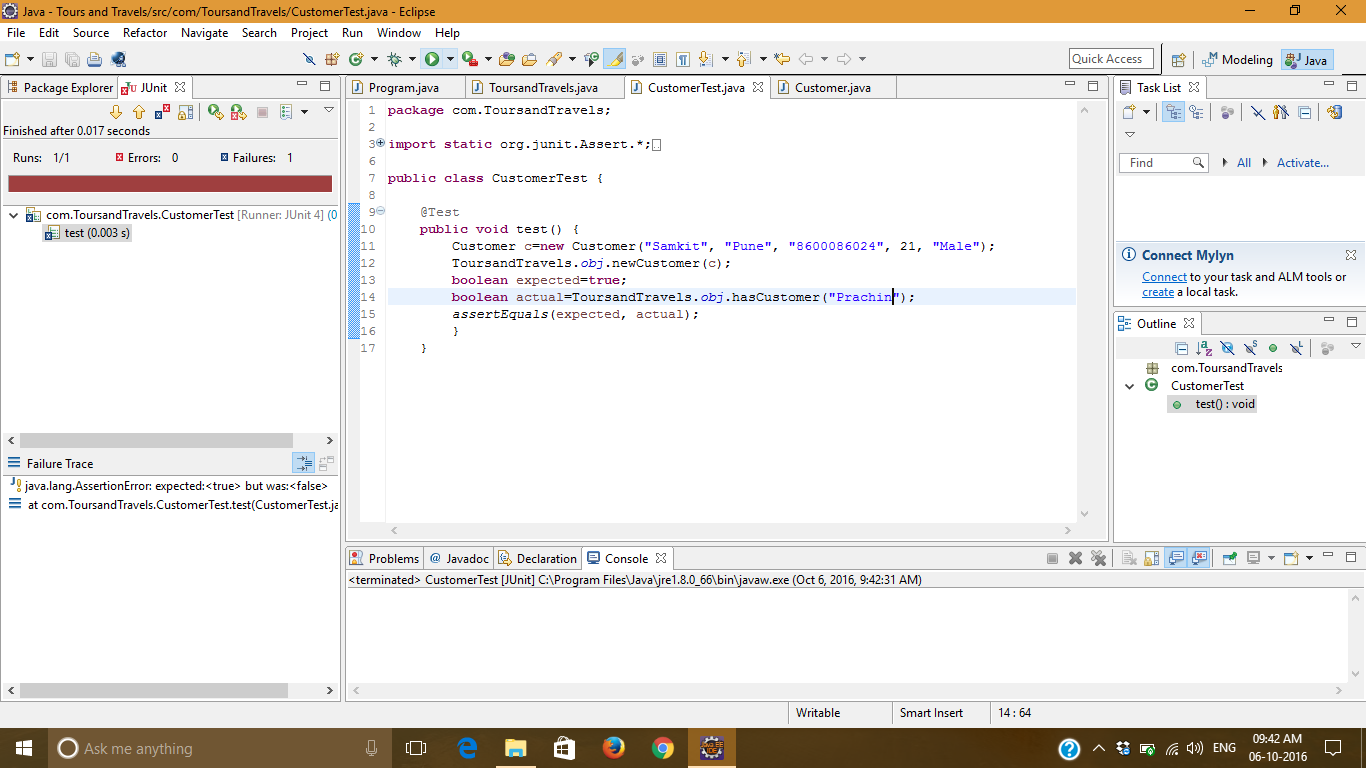 Java - Tours and Travels/src/com/ToursandTravels/CustomerTest.java - Eclipse
File Edit Source Refactor Navigate Search Project Run Window Help
Quick Access
Modeling
Java
Package Explorer
JUnit
Finished after 0.017 seconds
Runs: 1/1
Errors: 0
Failures: 1
com.ToursandTravels.CustomerTest [Runner: JUnit 4] (0
test (0.003 s)
Failure Trace
java.lang.AssertionError: expected:<true> but was:<false>
at com.ToursandTravels.CustomerTest.test(CustomerTest.ja
Program.java
ToursandTravels.java
CustomerTest.java
Customer.java
1 package com.ToursandTravels;
2
3 import static org.junit.Assert.*;
6
7 public class CustomerTest {
8
9 @Test
10 public void test() {
11 Customer c=new Customer("Samkit", "Pune", "8600086024", 21, "Male");
12 ToursandTravels.obj.newCustomer(c);
13 boolean expected=true;
14 boolean actual=ToursandTravels.obj.hasCustomer("Prachin");
15 assertEquals(expected, actual);
16 }
17 }
Task List
Find
All
Activate...
Connect Mylyn
Connect to your task and ALM tools or
create a local task.
Outline
com.ToursandTravels
CustomerTest
test() : void
Problems
@ Javadoc
Declaration
Console
<terminated> CustomerTest [JUnit] C:\Program Files\Java\jre1.8.0_66\bin\javaw.exe (Oct 6, 2016, 9:42:31 AM)
Writable
Smart Insert
14 : 64
Ask me anything
ENG
09:42 AM
06-10-2016